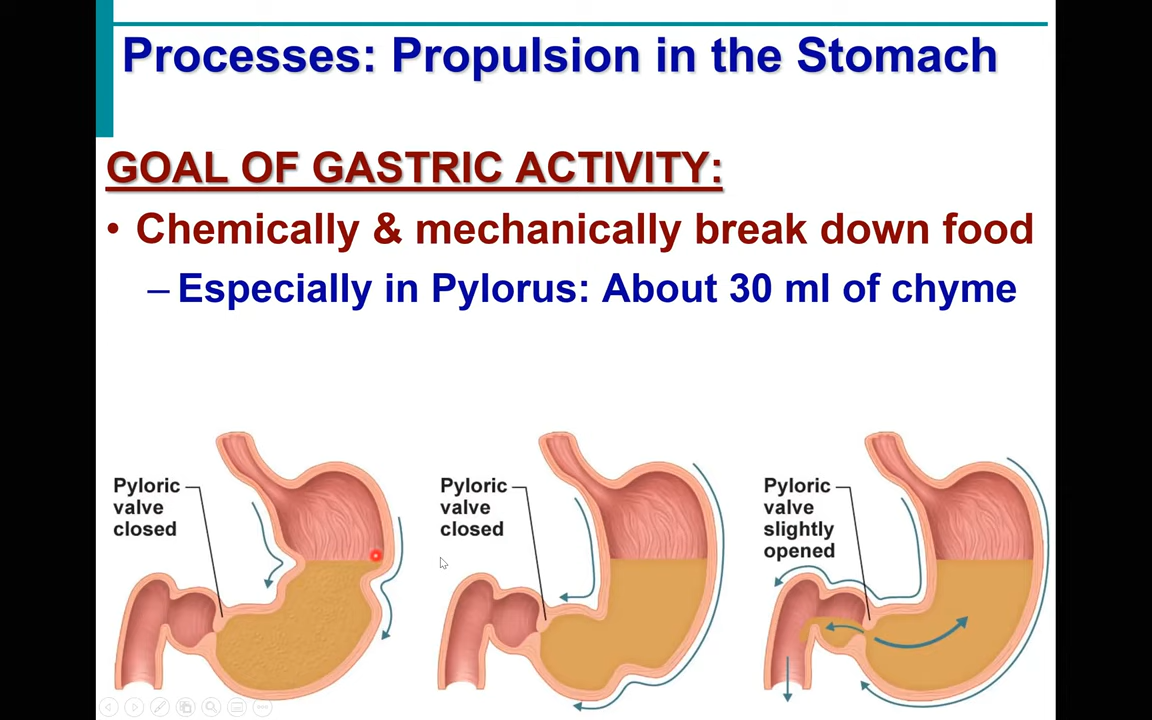 Processes: Propulsion in the Stomach
GOAL OF GASTRIC ACTIVITY:
• Chemically & mechanically break down food
– Especially in Pylorus: About 30 ml of chyme
Pyloric
valve
closed
Pyloric
valve
closed
Pyloric
valve
slightly
opened